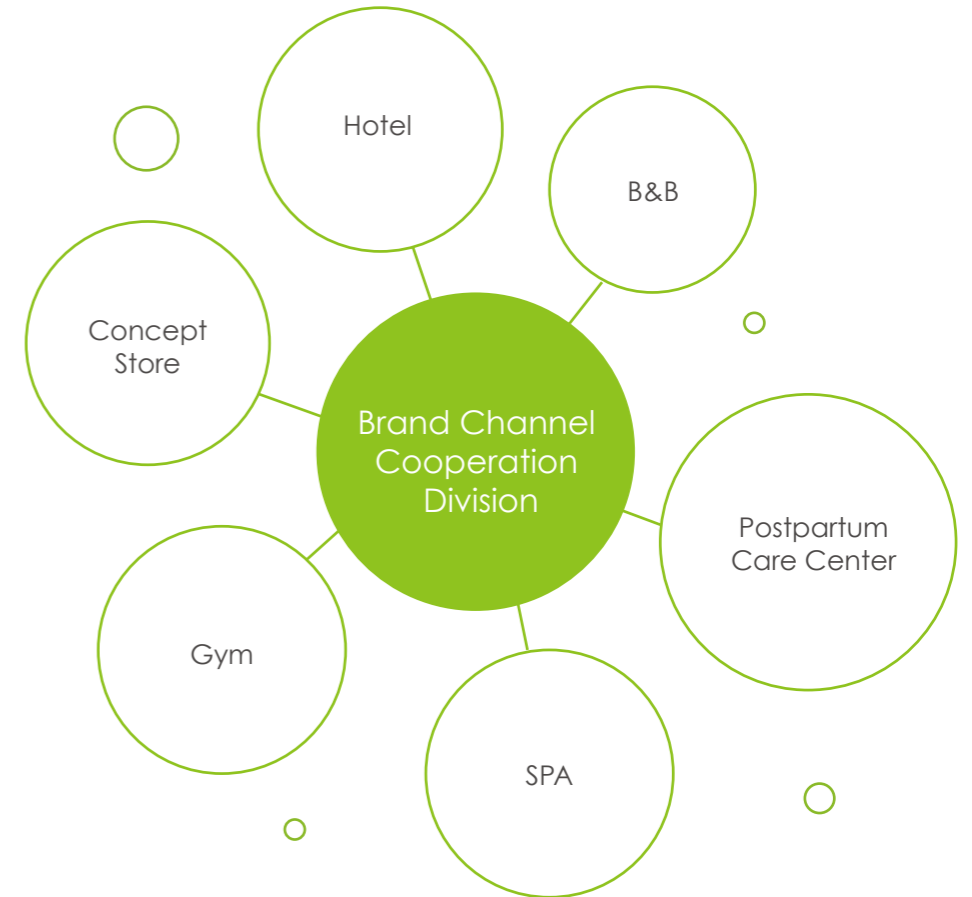 Hotel
B&B
Concept
Store
Brand Channel
Cooperation
Division
Postpartum
Care Center
Gym
SPA